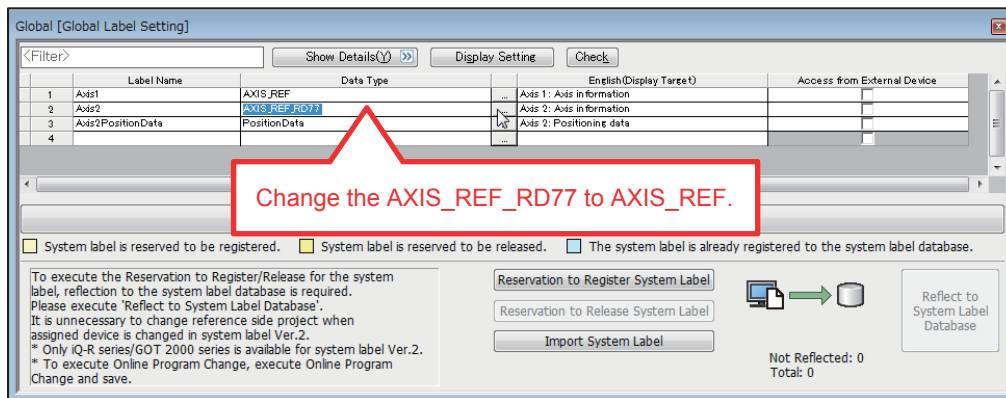 Global [Global Label Setting]
<Filter>
Show Details(Y)
Display Setting
Check
Label Name
Data Type
English(Display Target)
Access from External Device
1 Axis1 AXIS_REF ... Axis 1: Axis information
2 Axis2 AXIS_REF_RD77 ... Axis 2: Axis information
3 Axis2PositionData PositionData Axis 2: Positioning data
4 ...
Change the AXIS_REF_RD77 to AXIS_REF.
System label is reserved to be registered.
System label is reserved to be released.
The system label is already registered to the system label database.
To execute the Reservation to Register/Release for the system
label, reflection to the system label database is required.
Please execute 'Reflect to System Label Database'.
It is unnecessary to change reference side project when
assigned device is changed in system label Ver.2.
* Only iQ-R series/GOT 2000 series is available for system label Ver.2.
* To execute Online Program Change, execute Online Program
Change and save.
Reservation to Register System Label
Reservation to Release System Label
Import System Label
Not Reflected: 0
Total: 0
Reflect to
System Label
Database